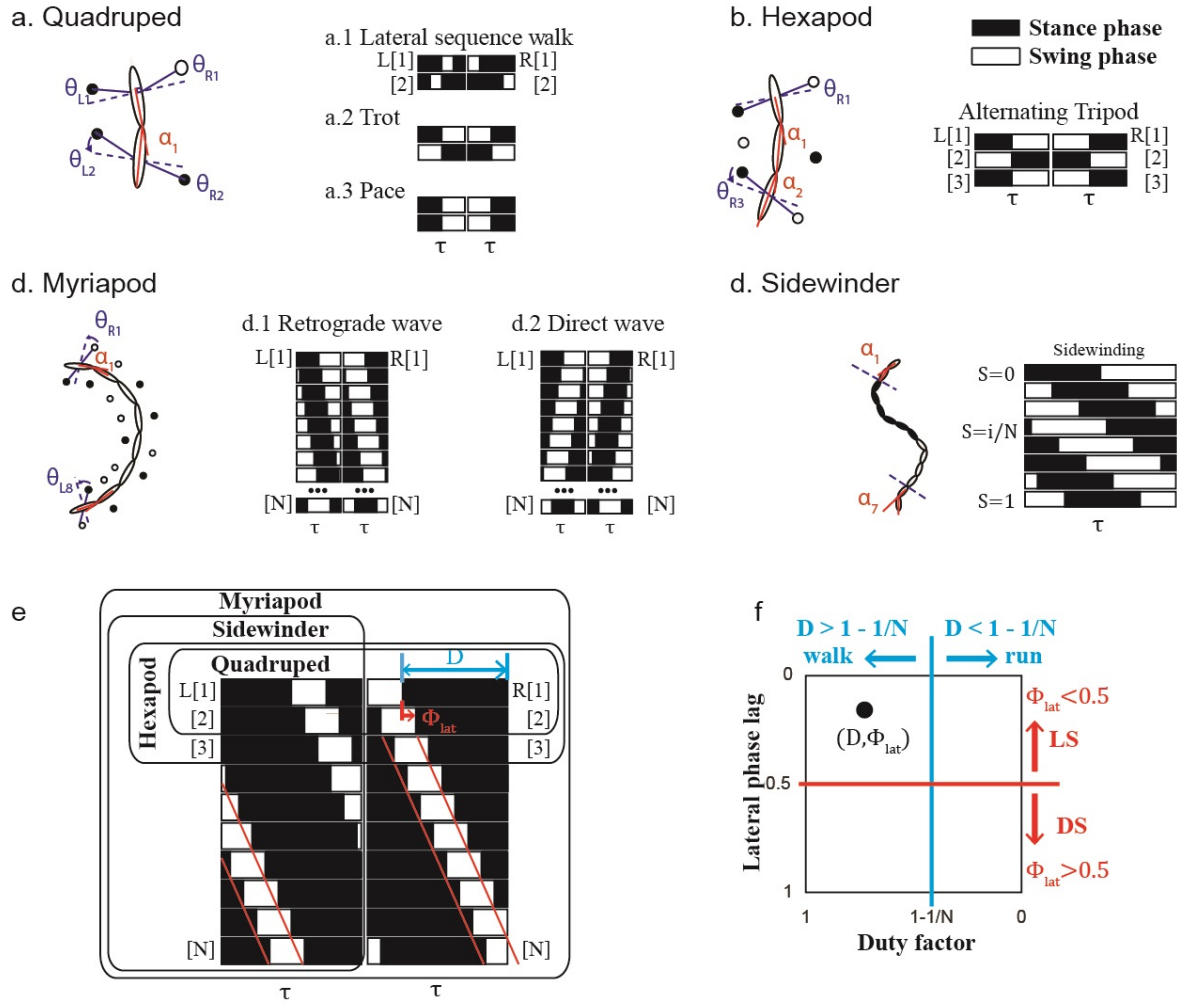 a. Quadruped
θL1
θR1
θL2
θR2
α1
a.1 Lateral sequence walk
L[1] R[1]
[2] [2]
a.2 Trot
a.3 Pace
τ τ
b. Hexapod
Stance phase
Swing phase
θR1
α1
α2
θR3
Alternating Tripod
L[1] R[1]
[2] [2]
[3] [3]
τ τ
d. Myriapod
θR1
α1
θL8
d.1 Retrograde wave
L[1] R[1]
[N] [N]
τ τ
d.2 Direct wave
L[1] R[1]
[N] [N]
τ τ
d. Sidewinder
α1
α7
Sidewinding
S=0
S=i/N
S=1
τ
e
Myriapod
Sidewinder
Hexapod
Quadruped
D
L[1] R[1]
[2] Φlat [2]
[3] [3]
[N] [N]
τ τ
f
D > 1 - 1/N D < 1 - 1/N
walk run
0
Φlat<0.5
(D,Φlat)
LS
0.5
DS
Φlat>0.5
1
1 1-1/N 0
Lateral phase lag
Duty factor